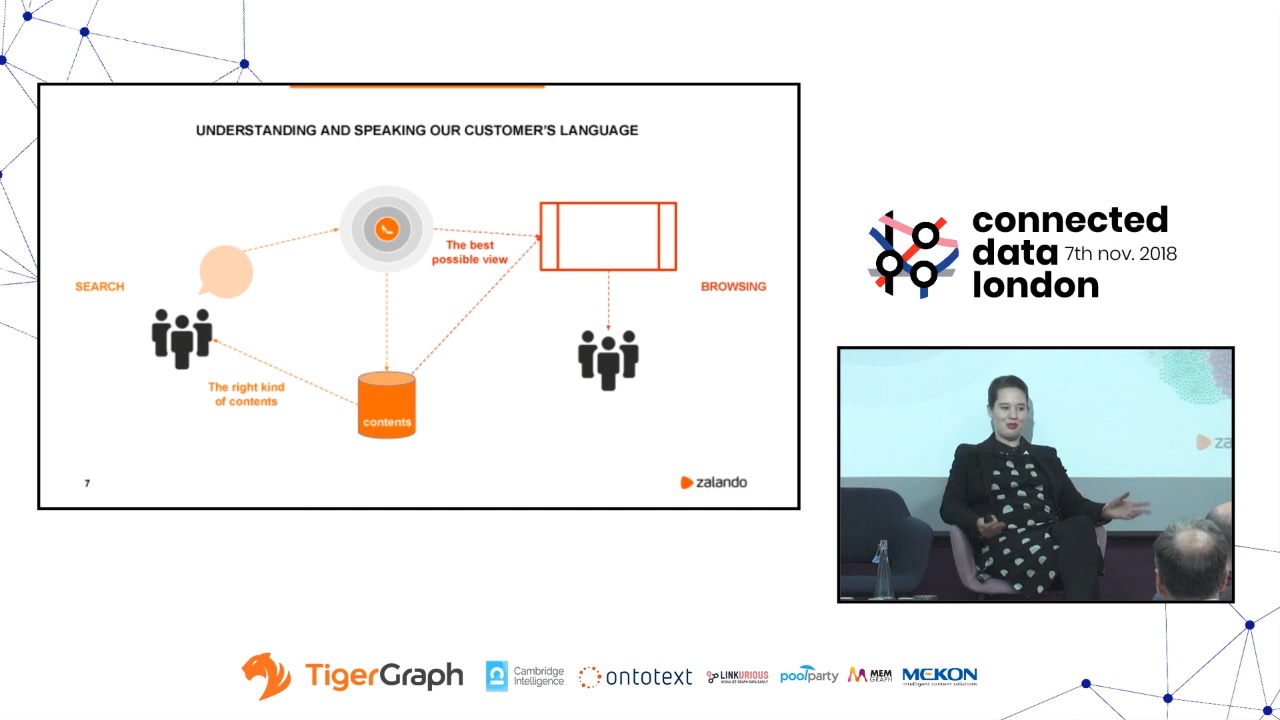 UNDERSTANDING AND SPEAKING OUR CUSTOMER'S LANGUAGE
The best
possible view
SEARCH
BROWSING
The right kind
of contents
contents
7
zalando
connected
data 7th nov. 2018
london
za
TigerGraph
Cambridge
Intelligence
ontotext
LINKURIOUS
poolparty
MEM
GRAPH
MEKON
intelligent content solutions